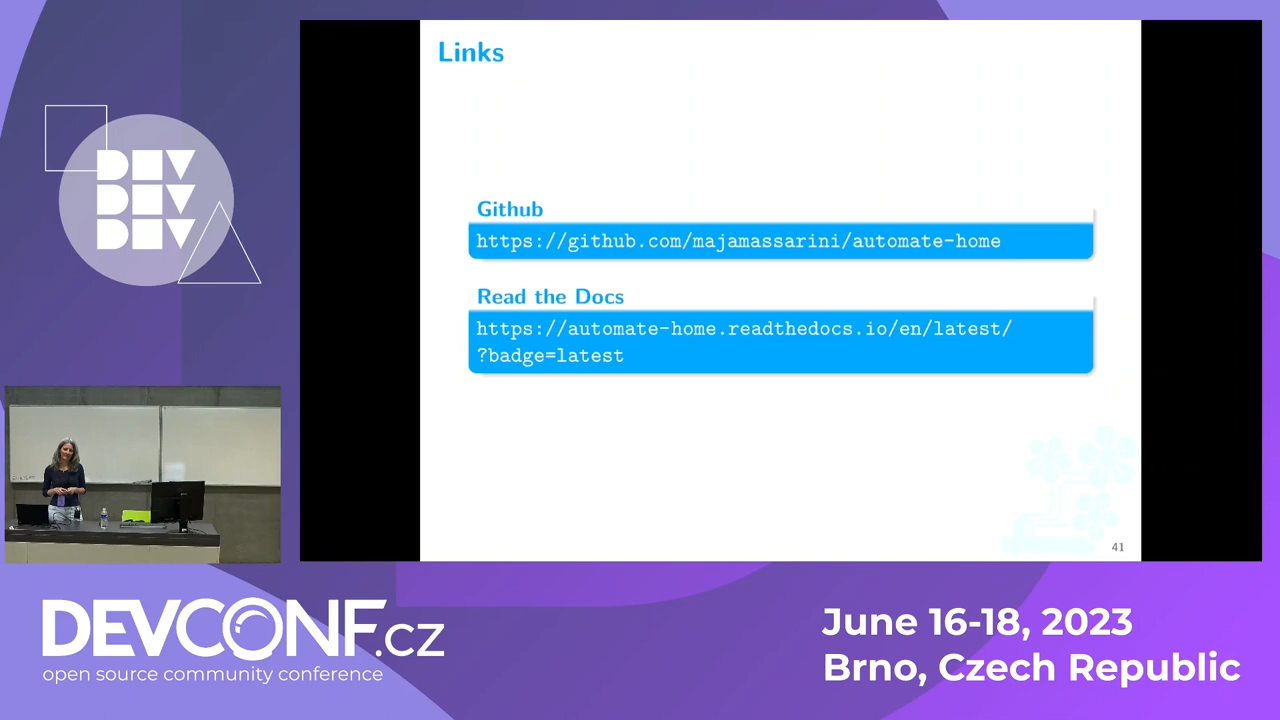 Links
Github
https://github.com/majamassarini/automate-home
Read the Docs
https://automate-home.readthedocs.io/en/latest/
?badge=latest
41
DEV
DEV
DEV
DEVCONF.cz
open source community conference
June 16-18, 2023
Brno, Czech Republic